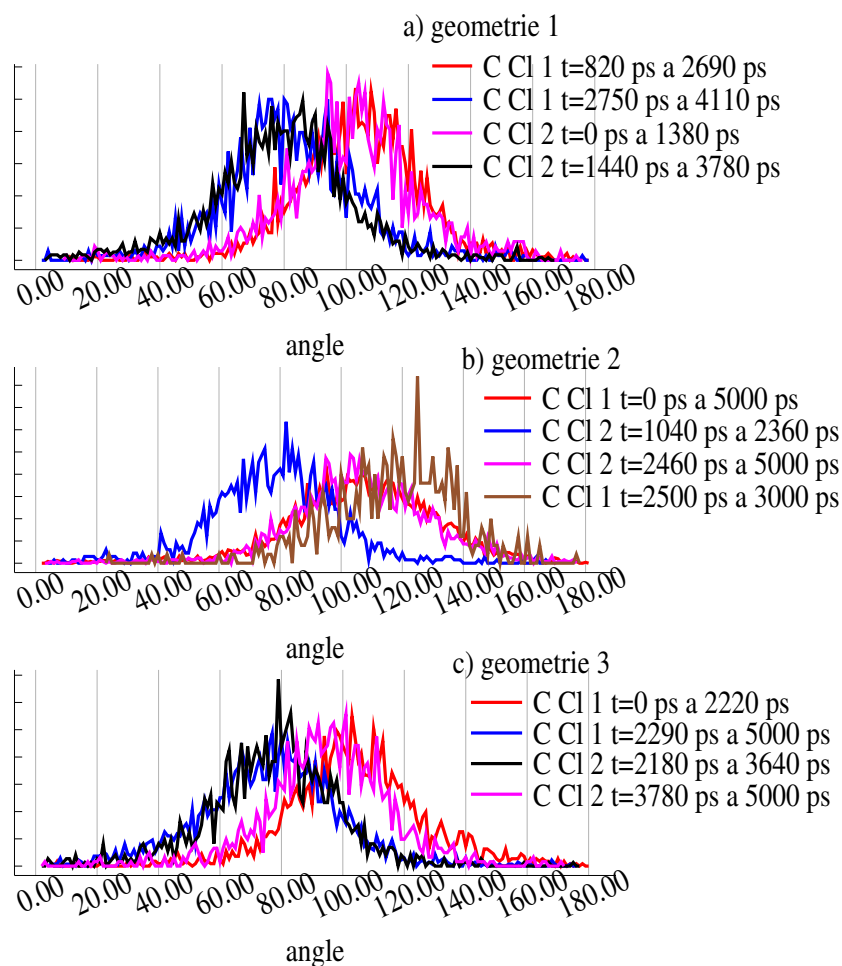 a) geometrie 1
C Cl 1 t=820 ps a 2690 ps
C Cl 1 t=2750 ps a 4110 ps
C Cl 2 t=0 ps a 1380 ps
C Cl 2 t=1440 ps a 3780 ps
0.00 20.00 40.00 60.00 80.00 100.00 120.00 140.00 160.00 180.00
angle
b) geometrie 2
C Cl 1 t=0 ps a 5000 ps
C Cl 2 t=1040 ps a 2360 ps
C Cl 2 t=2460 ps a 5000 ps
C Cl 1 t=2500 ps a 3000 ps
0.00 20.00 40.00 60.00 80.00 100.00 120.00 140.00 160.00 180.00
angle
c) geometrie 3
C Cl 1 t=0 ps a 2220 ps
C Cl 1 t=2290 ps a 5000 ps
C Cl 2 t=2180 ps a 3640 ps
C Cl 2 t=3780 ps a 5000 ps
0.00 20.00 40.00 60.00 80.00 100.00 120.00 140.00 160.00 180.00
angle